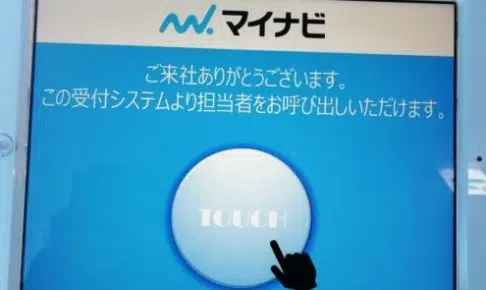 マイナビ
ご来社ありがとうございます。
この受付システムより担当者をお呼び出しいただけます。
TOUCH